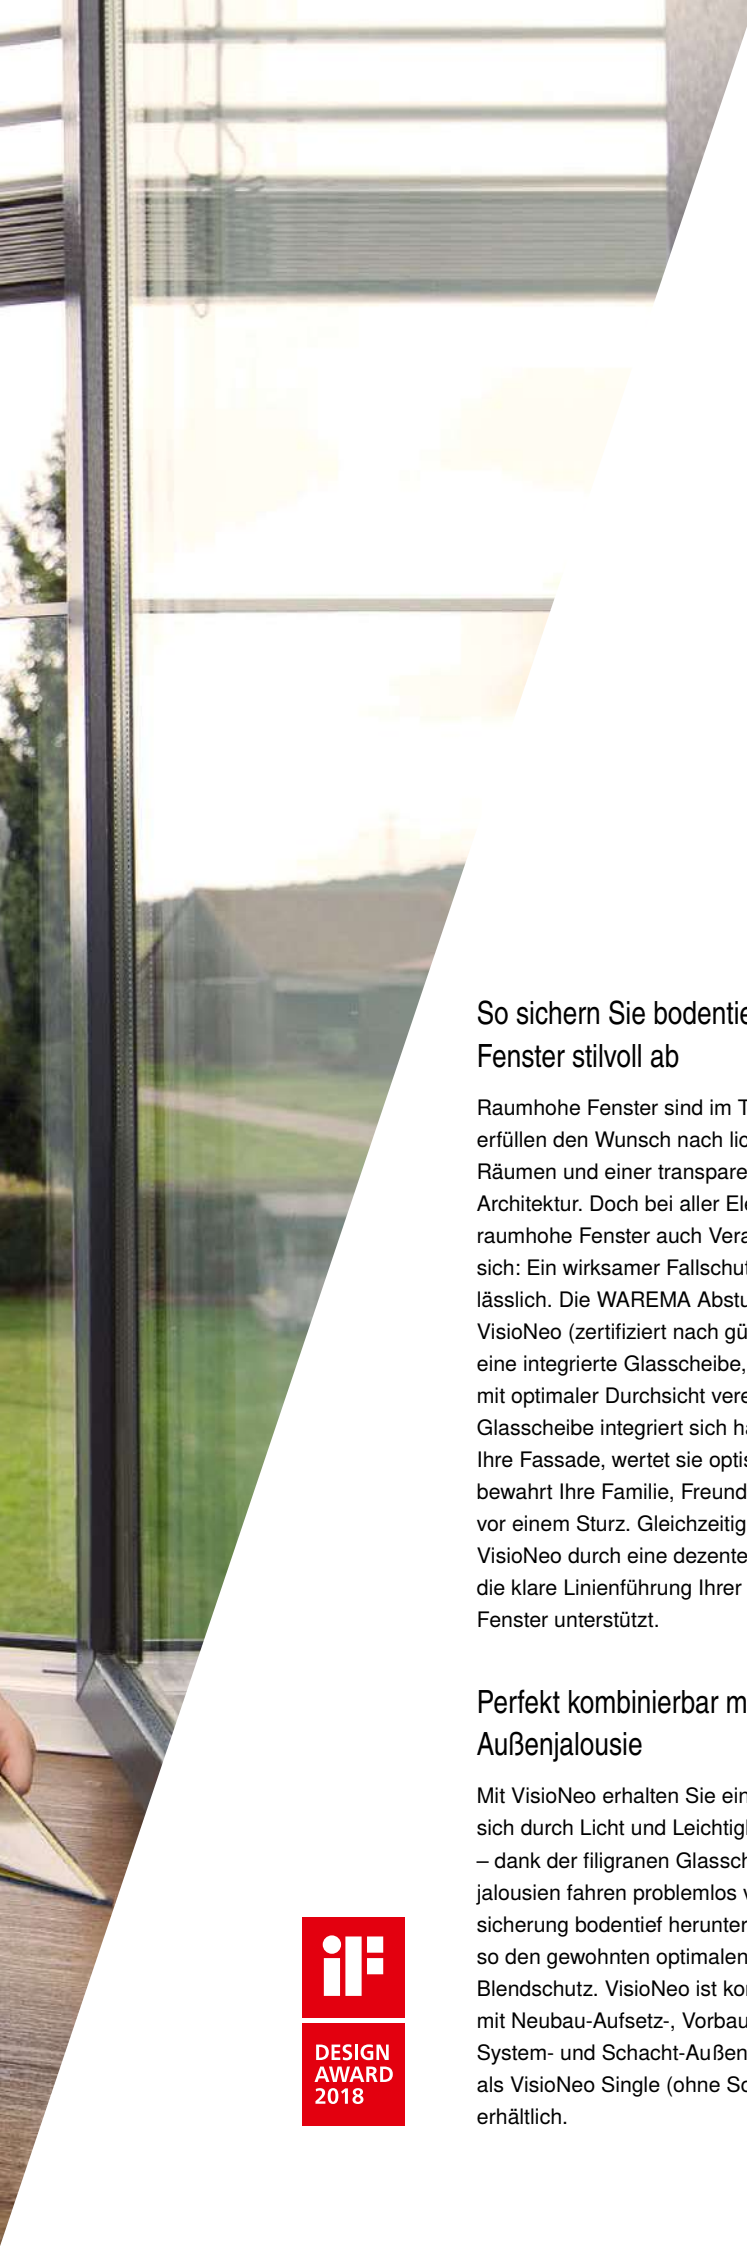 So sichern Sie bodentie
Fenster stilvoll ab
Raumhohe Fenster sind im T
erfüllen den Wunsch nach lic
Räumen und einer transpare
Architektur. Doch bei aller Ele
raumhohe Fenster auch Vera
sich: Ein wirksamer Fallschut
lässlich. Die WAREMA Abstu
VisioNeo (zertifiziert nach gü
eine integrierte Glasscheibe,
mit optimaler Durchsicht vere
Glasscheibe integriert sich ha
Ihre Fassade, wertet sie optis
bewahrt Ihre Familie, Freund
vor einem Sturz. Gleichzeitig
VisioNeo durch eine dezente
die klare Linienführung Ihrer
Fenster unterstützt.
Perfekt kombinierbar m
Außenjalousie
Mit VisioNeo erhalten Sie ein
sich durch Licht und Leichtigk
– dank der filigranen Glassch
jalousien fahren problemlos v
sicherung bodentief herunter
so den gewohnten optimalen
Blendschutz. VisioNeo ist kor
mit Neubau-Aufsetz-, Vorbau
System- und Schacht-Außen
als VisioNeo Single (ohne So
erhältlich.
iF
DESIGN
AWARD
2018